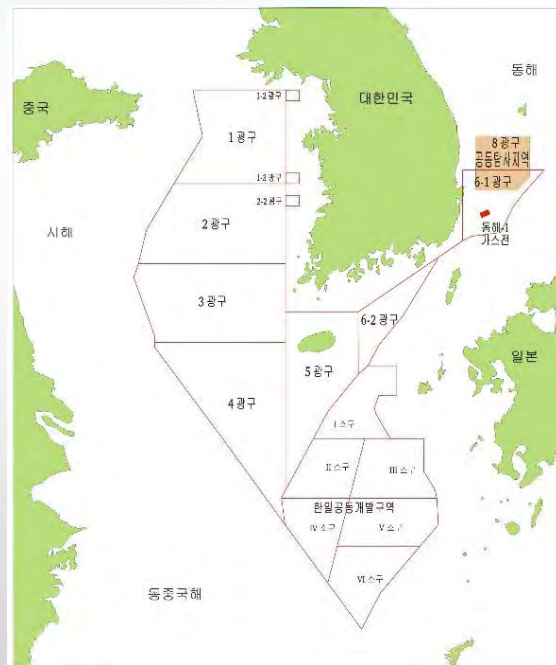 동해
1-2 광구
대한민국
중국
8 광구
공동탐사지역
1 광구
1-3 광구
6-1 광구
2-2 광구
동해-1
가스전
2 광구
서해
3 광구
6-2 광구
일본
5 광구
4 광구
I 소구
II 소구
III 소구
한일공동개발구역
IV 소구
V 소구
VI 소구
동중국해